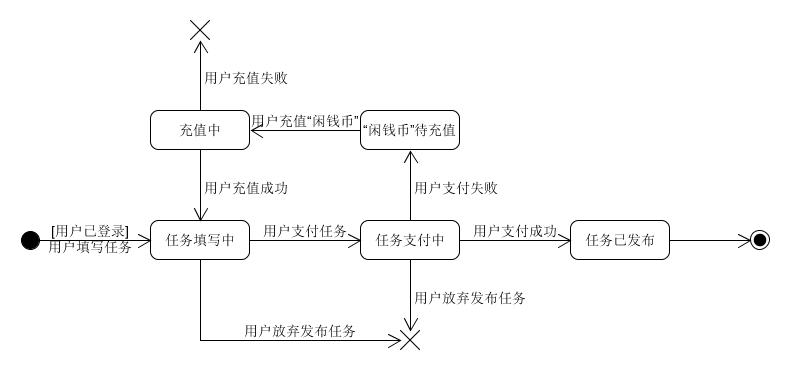 用户充值失败
充值中
用户充值“闲钱币”
“闲钱币”待充值
用户充值成功
用户支付失败
[用户已登录]
用户填写任务
任务填写中
用户支付任务
任务支付中
用户支付成功
任务已发布
用户放弃发布任务
用户放弃发布任务